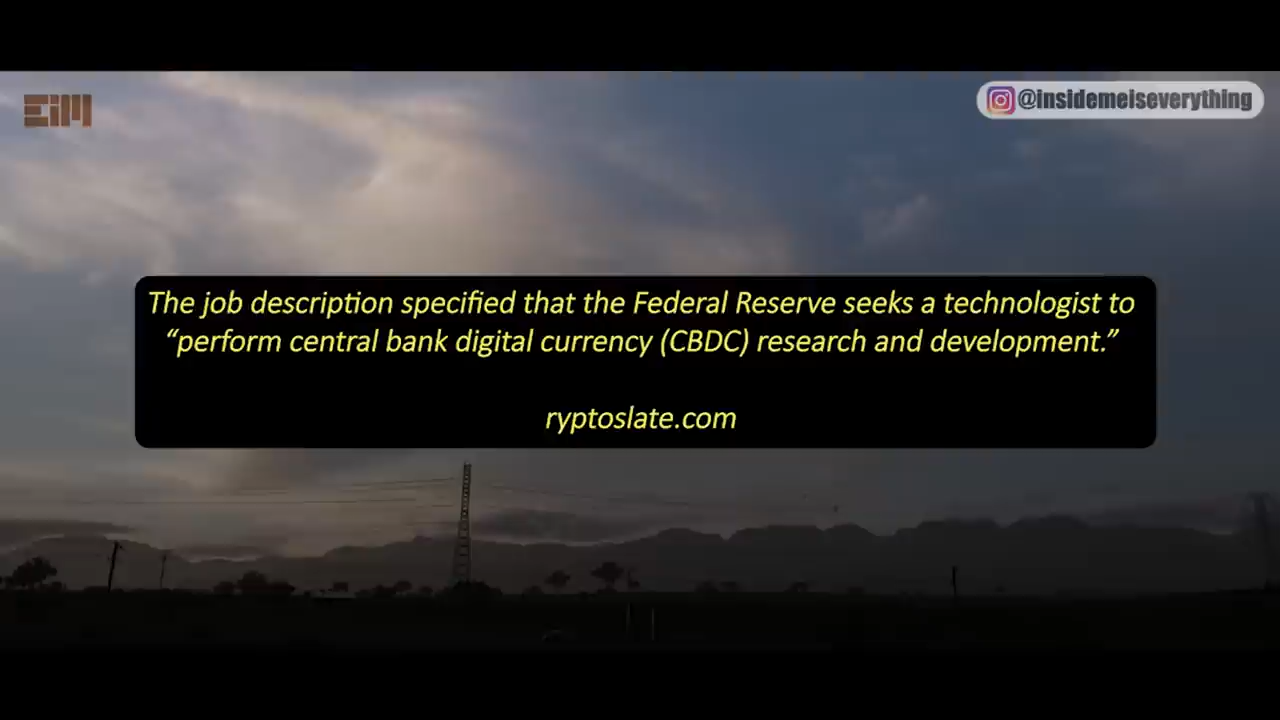 EiM
@insidemeiseverything
The job description specified that the Federal Reserve seeks a technologist to
“perform central bank digital currency (CBDC) research and development.”
ryptoslate.com